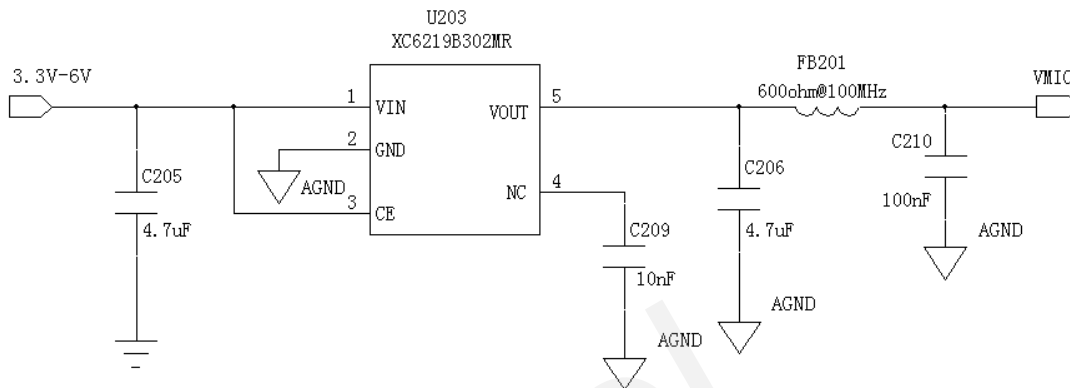 U203
XC6219B302MR
3.3V-6V
FB201
600ohm@100MHz
VMIC
1
VIN
VOUT
5
2
GND
AGND
3
CE
NC
4
C205
4.7uF
C209
10nF
AGND
C206
4.7uF
AGND
C210
100nF
AGND